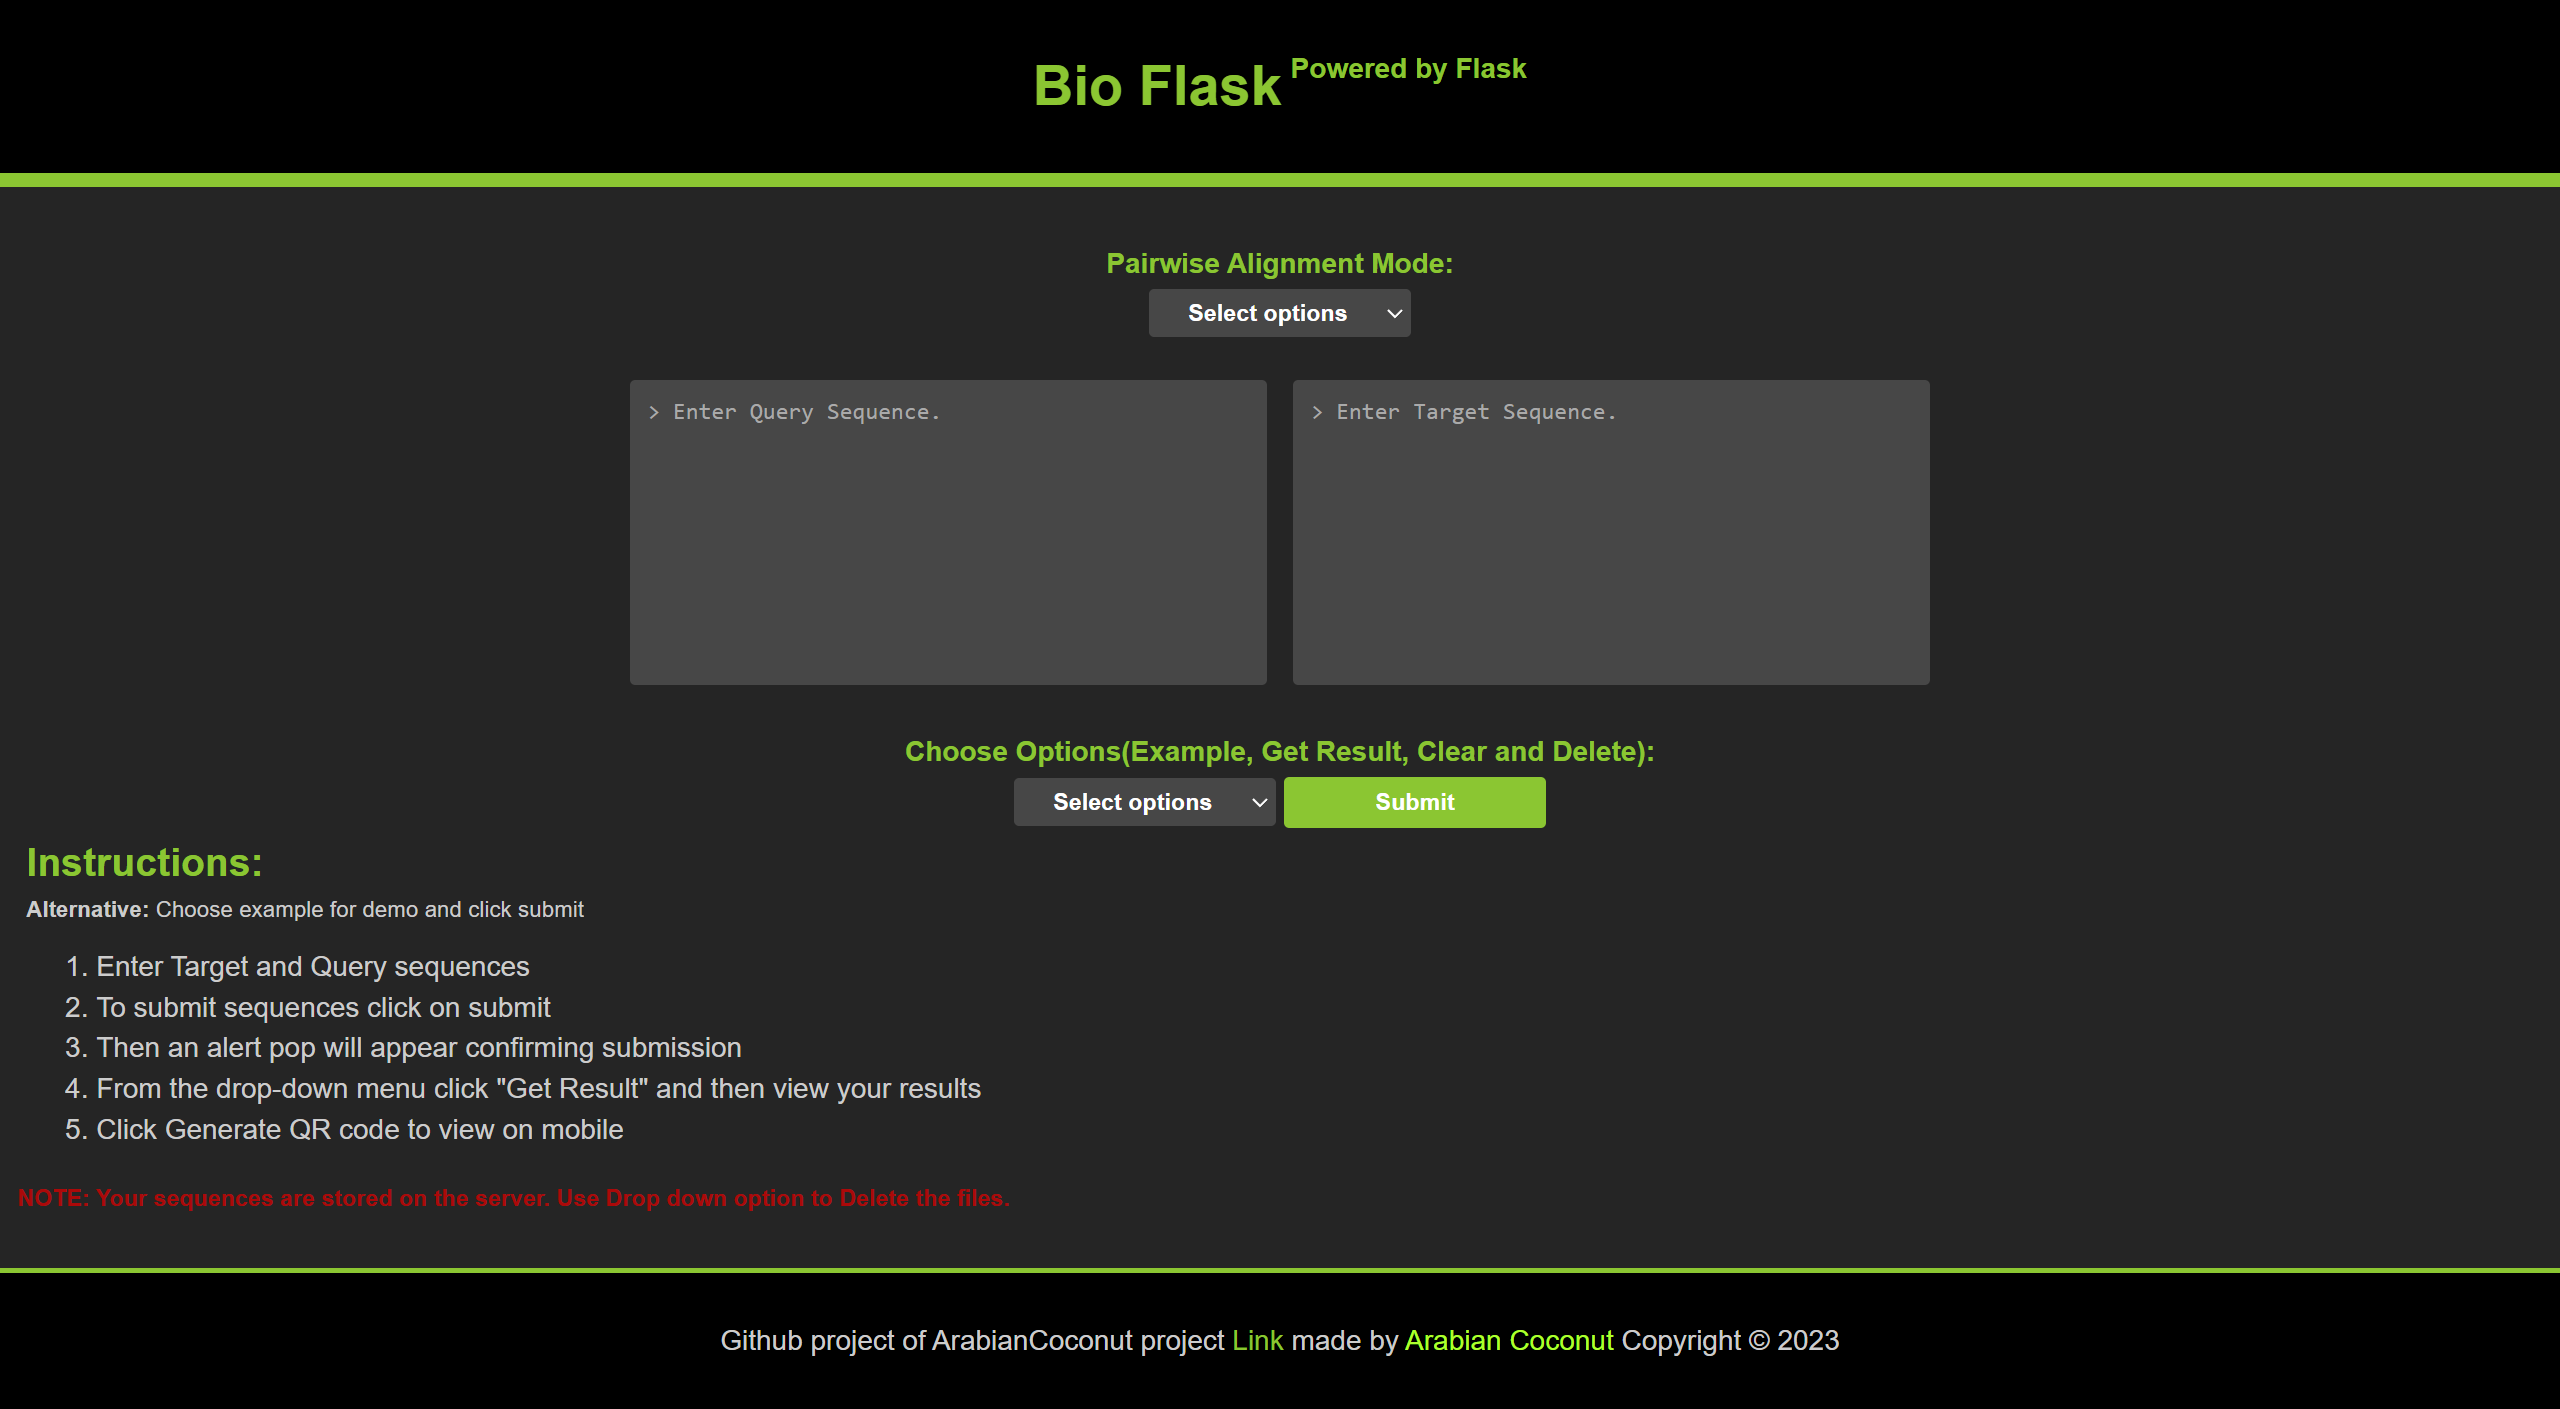 Bio Flask Powered by Flask
Pairwise Alignment Mode:
Select options
> Enter Query Sequence.
> Enter Target Sequence.
Choose Options(Example, Get Result, Clear and Delete):
Select options
Submit
Instructions:
Alternative: Choose example for demo and click submit
1. Enter Target and Query sequences
2. To submit sequences click on submit
3. Then an alert pop will appear confirming submission
4. From the drop-down menu click "Get Result" and then view your results
5. Click Generate QR code to view on mobile
NOTE: Your sequences are stored on the server. Use Drop down option to Delete the files.
Github project of ArabianCoconut project Link made by Arabian Coconut Copyright © 2023